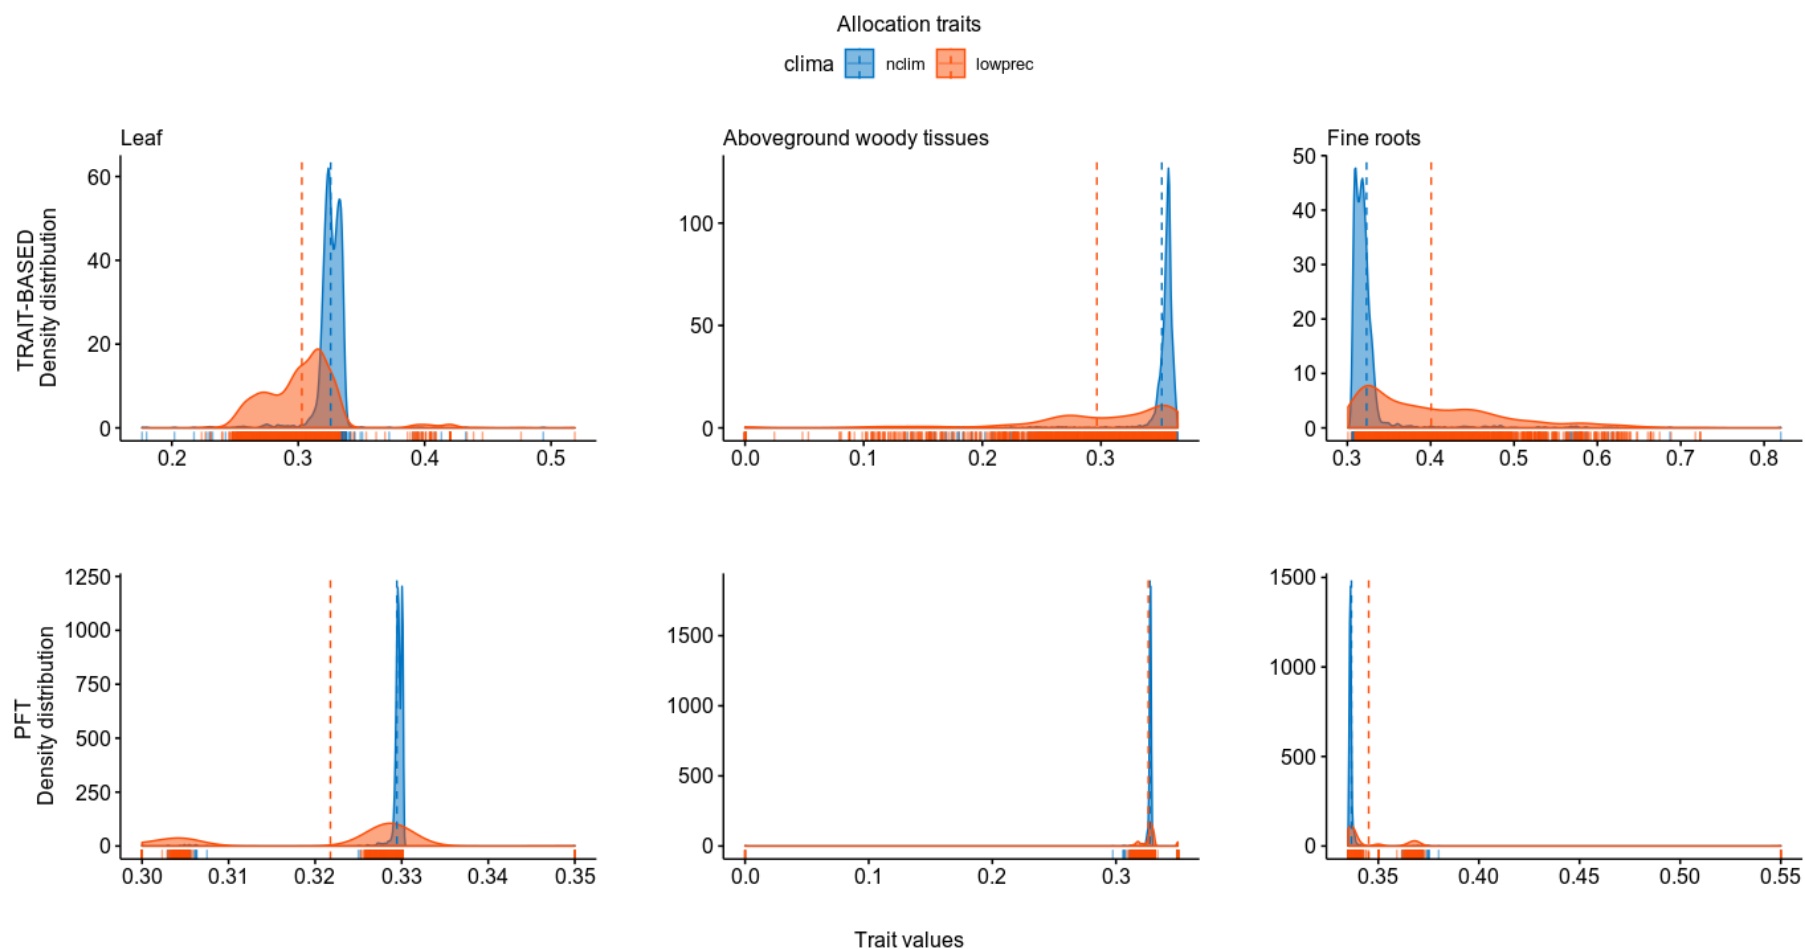 Allocation traits
clima nclim lowprec
Leaf
Aboveground woody tissues
Fine roots
TRAIT-BASED
Density distribution
60
40
20
0
0.2 0.3 0.4 0.5
100
50
0
0.0 0.1 0.2 0.3
50
40
30
20
10
0
0.3 0.4 0.5 0.6 0.7 0.8
PFT
Density distribution
1250
1000
750
500
250
0
0.30 0.31 0.32 0.33 0.34 0.35
1500
1000
500
0
0.0 0.1 0.2 0.3
1500
1000
500
0
0.35 0.40 0.45 0.50 0.55
Trait values